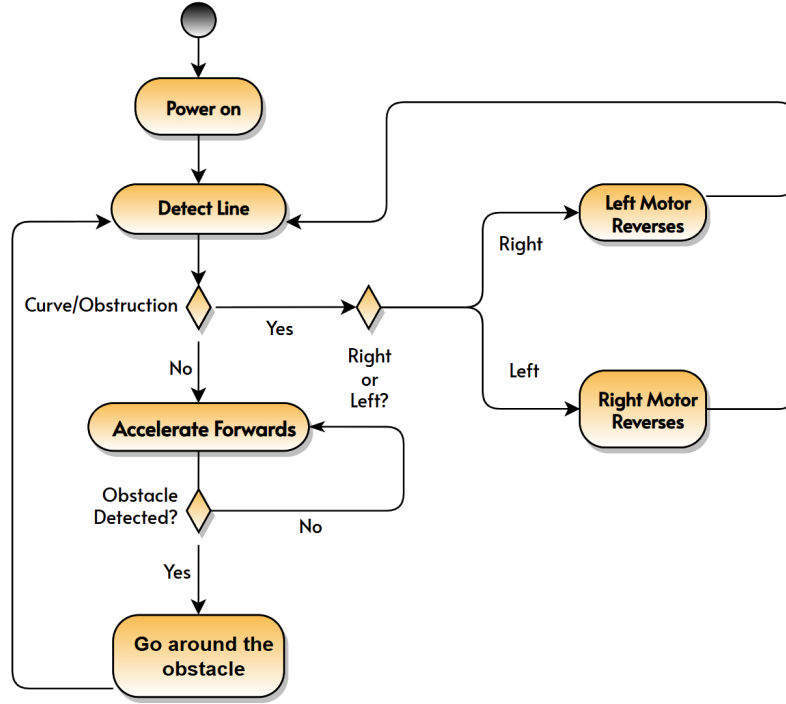 Power on
Detect Line
Left Motor
Reverses
Right
Curve/Obstruction
Yes
Right
or
Left?
No
Left
Right Motor
Reverses
Accelerate Forwards
Obstacle
Detected?
No
Yes
Go around the
obstacle